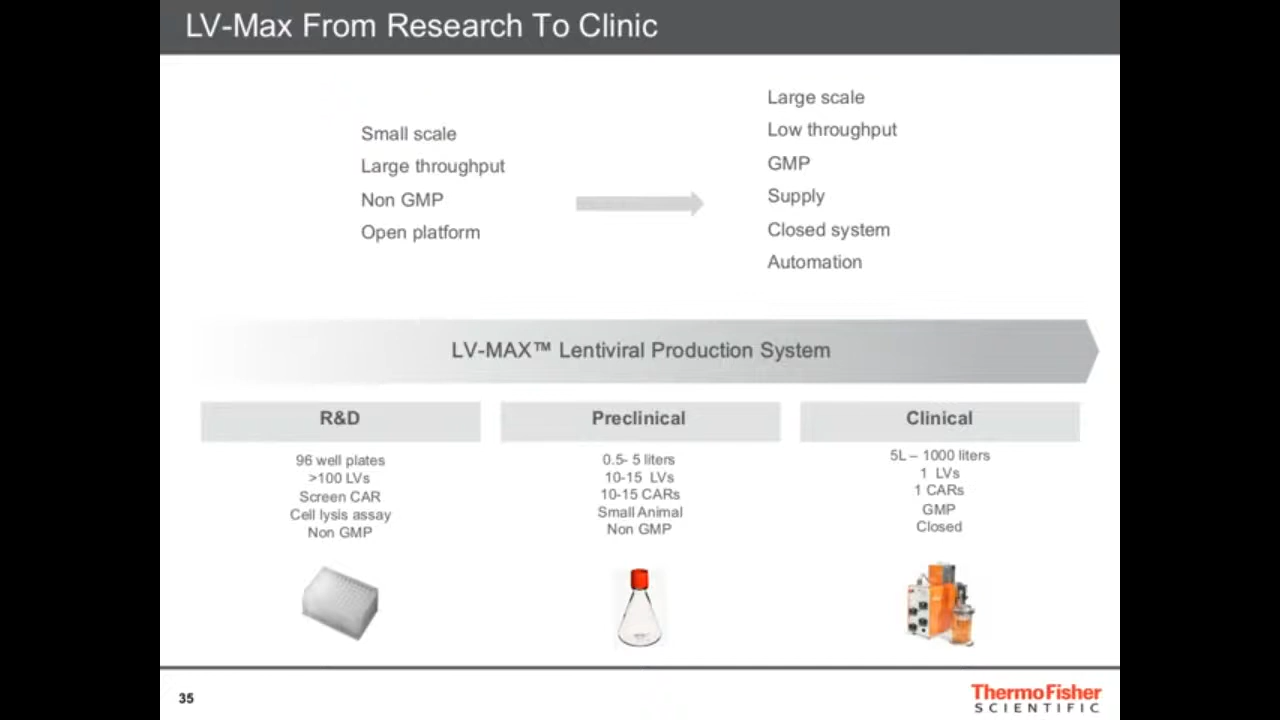 LV-Max From Research To Clinic
Small scale
Large throughput
Non GMP
Open platform
Large scale
Low throughput
GMP
Supply
Closed system
Automation
LV-MAX™ Lentiviral Production System
R&D
96 well plates
>100 LVs
Screen CAR
Cell lysis assay
Non GMP
Preclinical
0.5- 5 liters
10-15 LVs
10-15 CARs
Small Animal
Non GMP
Clinical
5L – 1000 liters
1 LVs
1 CARs
GMP
Closed
35
ThermoFisher
SCIENTIFIC